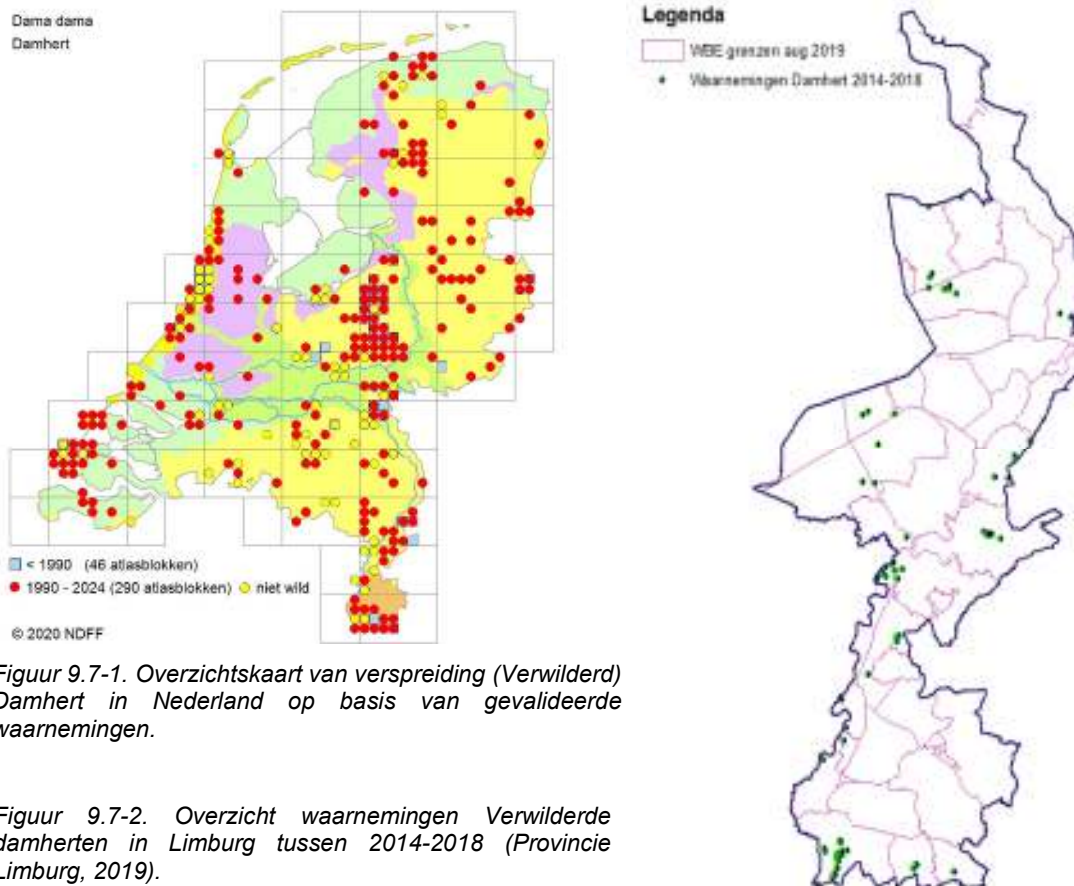 Dama dama
Damhert
< 1990 (46 atlasblokken)
1990 - 2024 (290 atlasblokken) niet wild
© 2020 NDFF
Figuur 9.7-1. Overzichtskaart van verspreiding (Verwilderd)
Damhert in Nederland op basis van gevalideerde
waarnemingen.
Figuur 9.7-2. Overzicht waarnemingen Verwilderde
damherten in Limburg tussen 2014-2018 (Provincie
Limburg, 2019).
Legenda
WBE grenzen aug 2019
Waarnemingen Damhert 2014-2018